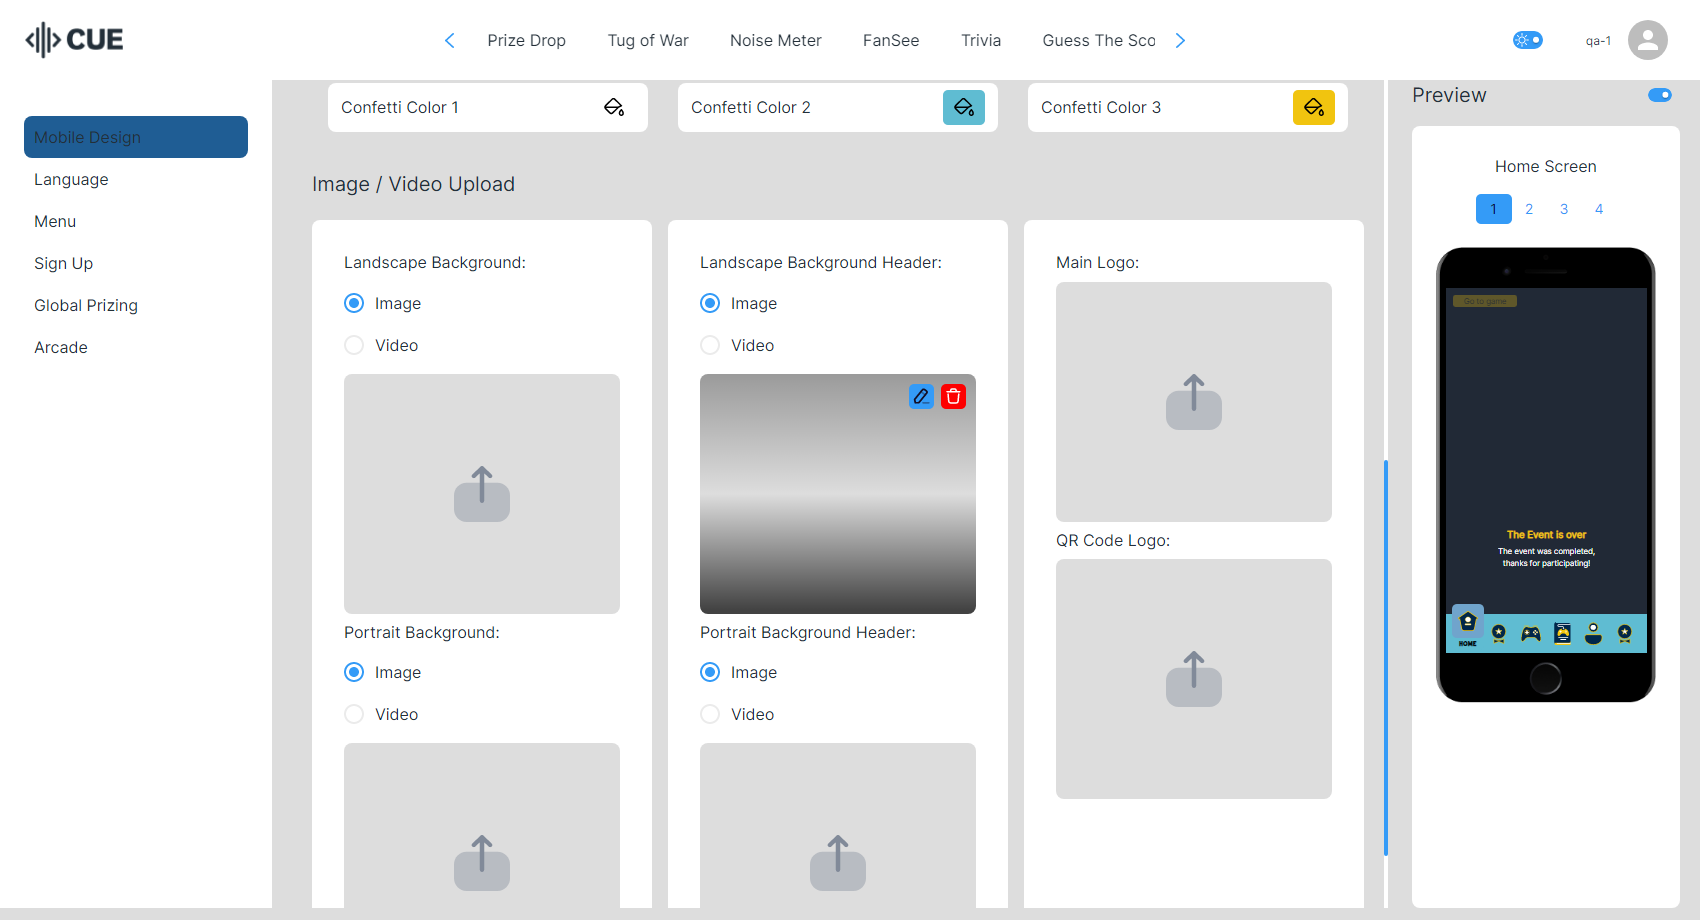 CUE
Prize Drop
Tug of War
Noise Meter
FanSee
Trivia
Guess The Sco
qa-1
Mobile Design
Language
Menu
Sign Up
Global Prizing
Arcade
Confetti Color 1
Confetti Color 2
Confetti Color 3
Image / Video Upload
Landscape Background:
Image
Video
Portrait Background:
Image
Video
Landscape Background Header:
Image
Video
Portrait Background Header:
Image
Video
Main Logo:
QR Code Logo:
Preview
Home Screen
1 2 3 4
Go to game
The Event is over
The event was completed,
thanks for participating!
HOME